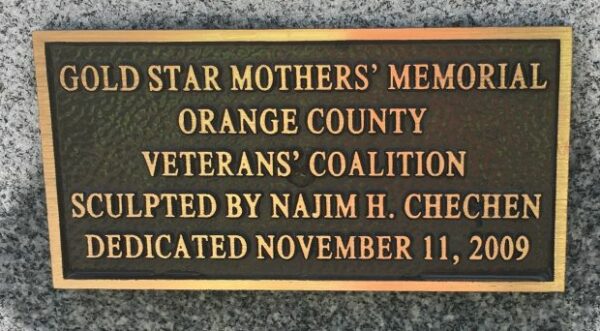 GOLD STAR MOTHERS’ MEMORIAL
ORANGE COUNTY
VETERANS’ COALITION
SCULPTED BY NAJIM H. CHECHEN
DEDICATED NOVEMBER 11, 2009